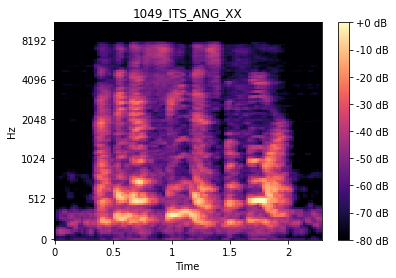 1049_ITS_ANG_XX
+0 dB
8192
-10 dB
4096
-20 dB
-30 dB
2048
Hz
-40 dB
1024
-50 dB
512
-60 dB
-70 dB
0
-80 dB
0
0.5
1
1.5
2
Time